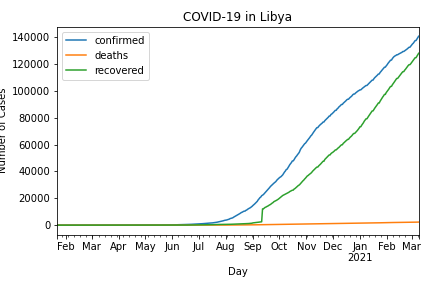 COVID-19 in Libya
confirmed
deaths
recovered
140000
120000
100000
80000
60000
40000
20000
0
Number of Cases
Feb Mar Apr May Jun Jul Aug Sep Oct Nov Dec Jan Feb Mar
2021
Day